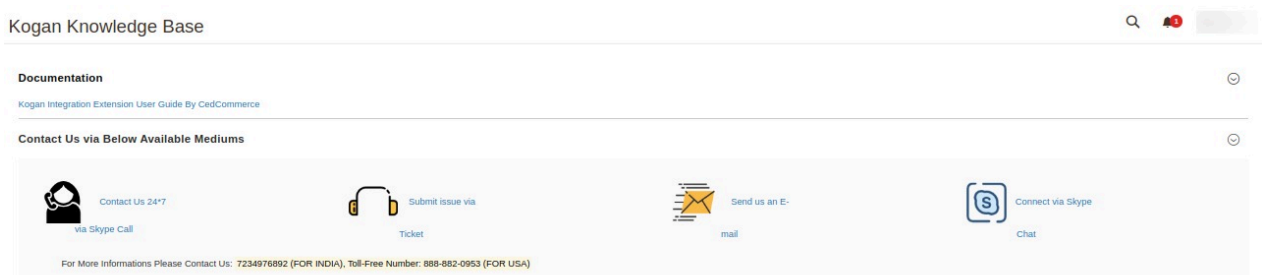 Kogan Knowledge Base
1
Documentation
Kogan Integration Extension User Guide By CedCommerce
Contact Us via Below Available Mediums
Contact Us 24*7
via Skype Call
Submit issue via
Ticket
Send us an E-
mail
S
Connect via Skype
Chat
For More Informations Please Contact Us: 7234976892 (FOR INDIA), Toll-Free Number: 888-882-0953 (FOR USA)